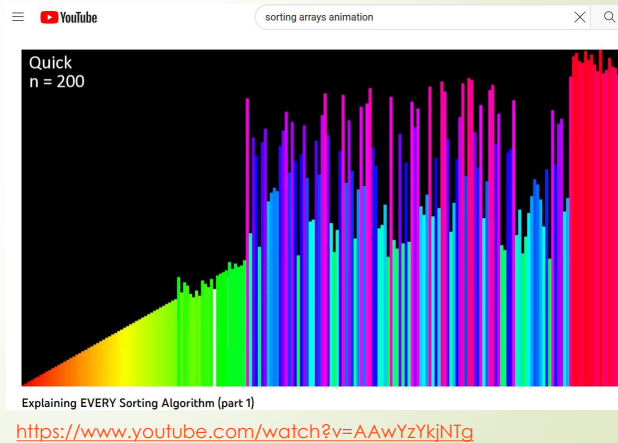 YouTube
sorting arrays animation
Quick
n = 200
Explaining EVERY Sorting Algorithm (part 1)
https://www.youtube.com/watch?v=AAwYzYkjNTg